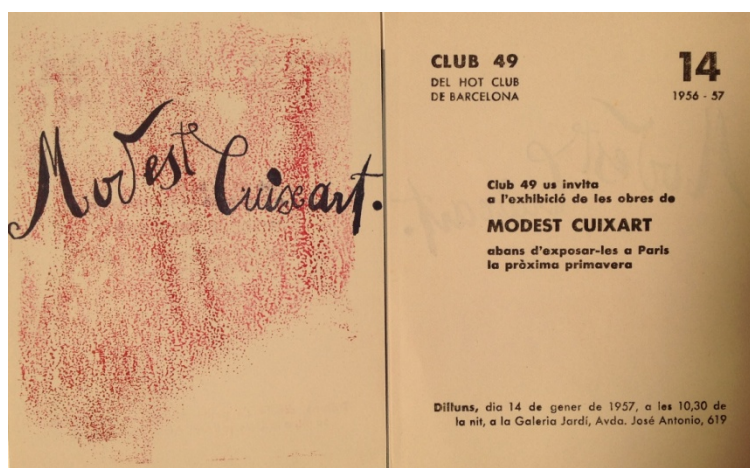 Modest Cuixart.
CLUB 49
DEL HOT CLUB
DE BARCELONA
14
1956 - 57
Club 49 us invita
a l'exhibició de les obres de
MODEST CUIXART
abans d'exposar-les a Paris
la pròxima primavera
Dilluns, dia 14 de gener de 1957, a les 10,30 de
la nit, a la Galeria Jardí, Avda. José Antonio, 619